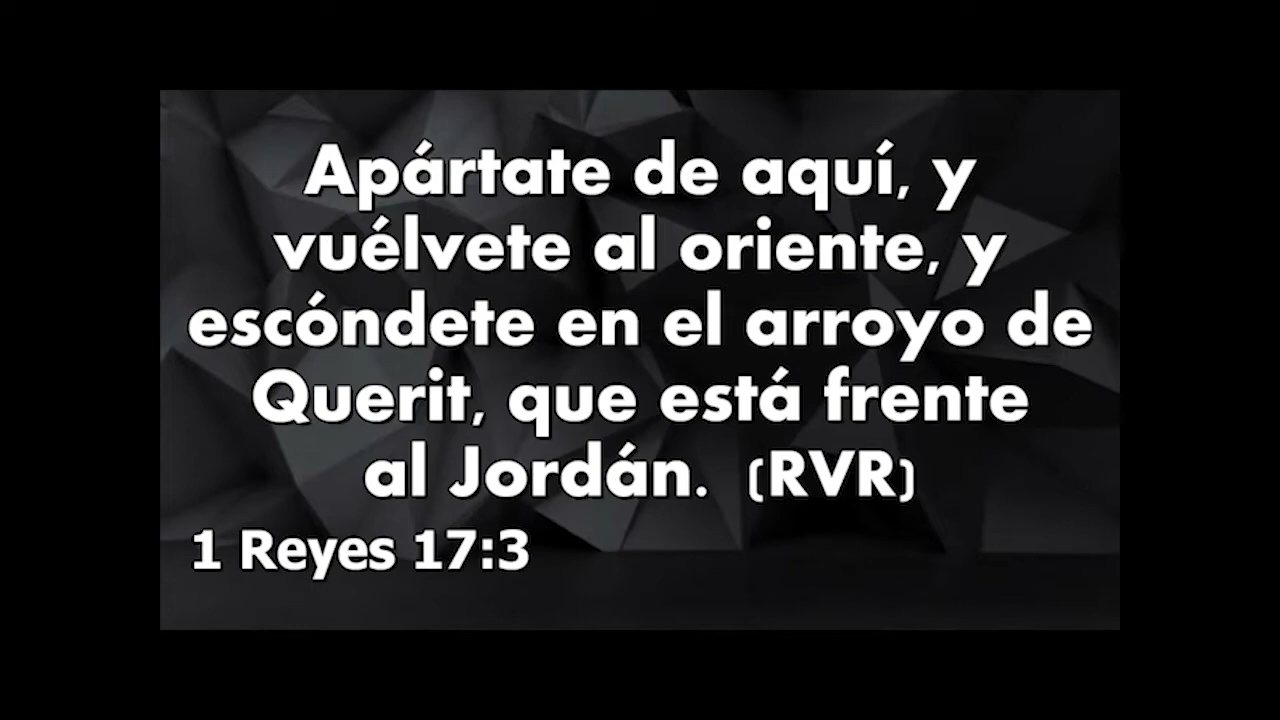 Apártate de aquí, y
vuélvete al oriente, y
escóndete en el arroyo de
Querit, que está frente
al Jordán. (RVR)
1 Reyes 17:3